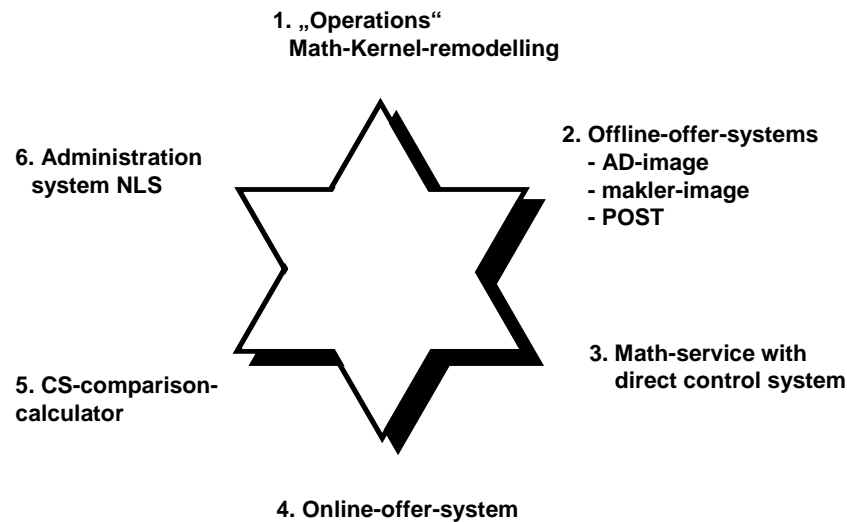 1. „Operations“
Math-Kernel-remodelling
2. Offline-offer-systems
- AD-image
- makler-image
- POST
3. Math-service with
direct control system
4. Online-offer-system
5. CS-comparison-
calculator
6. Administration
system NLS